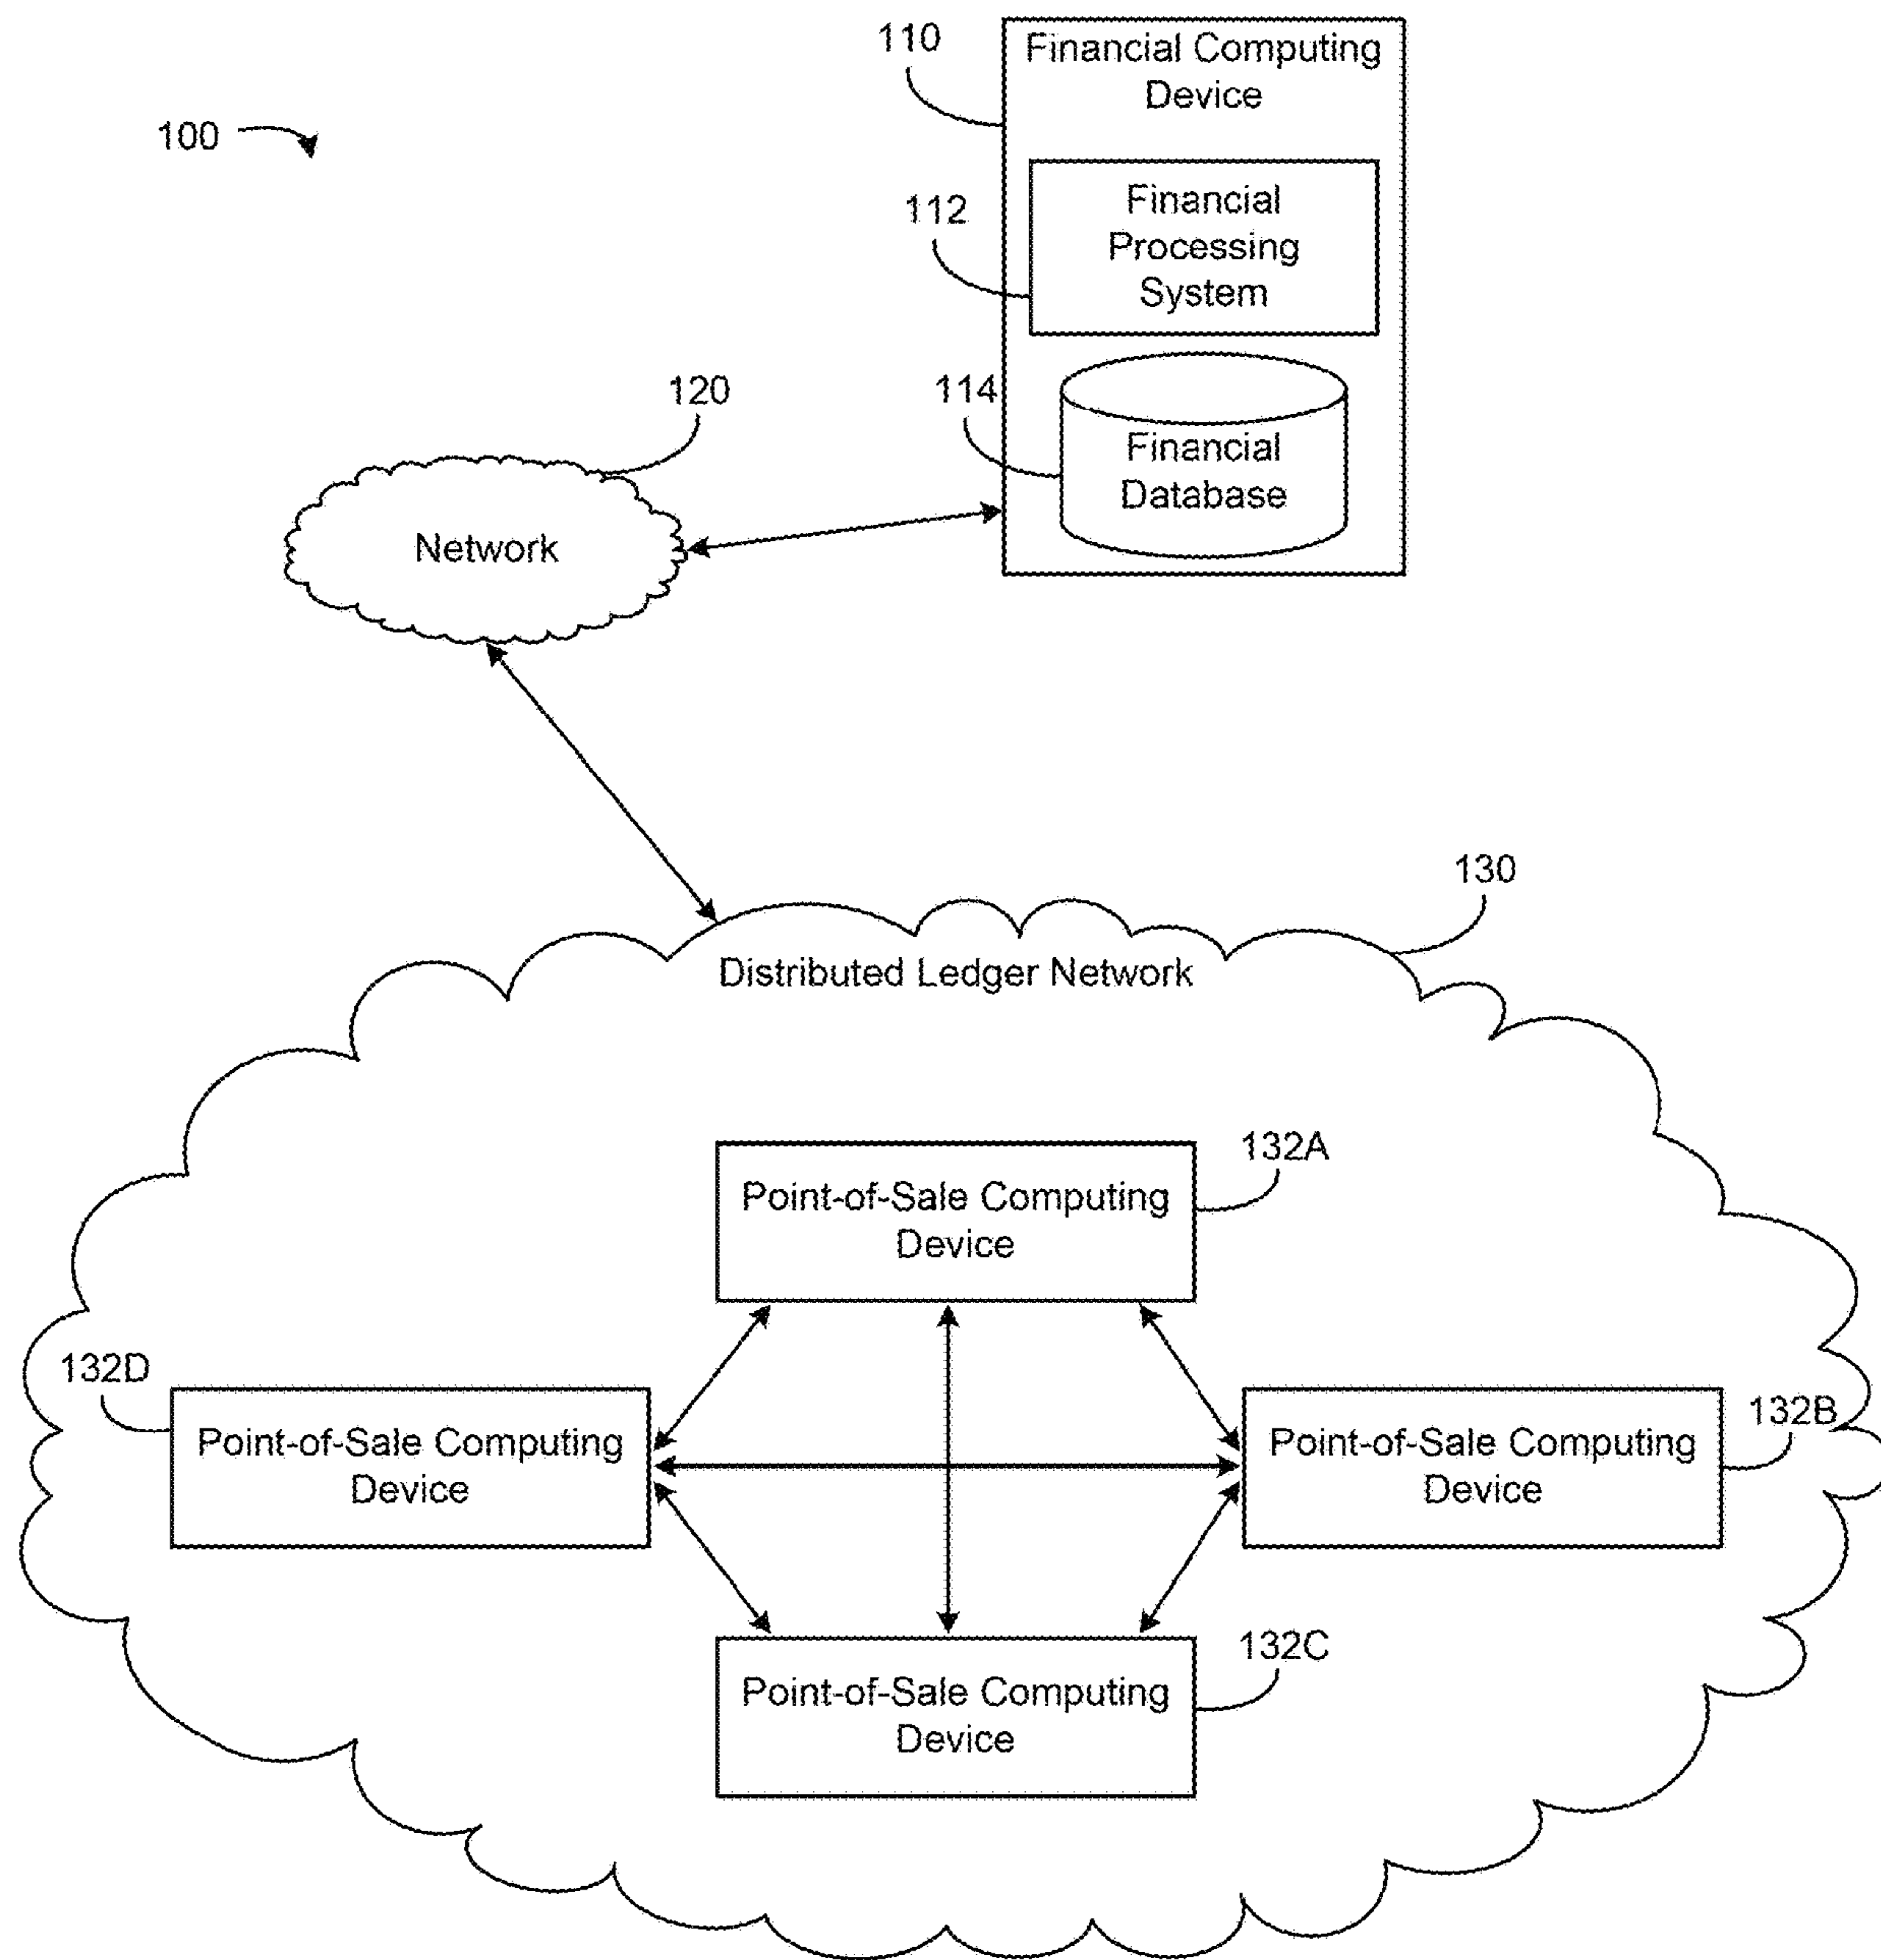 110
Financial Computing
Device
100
112
Financial
Processing
System
120
114
Financial
Database
Network
130
Distributed Ledger Network
132A
Point-of-Sale Computing
Device
132D
Point-of-Sale Computing
Device
132B
Point-of-Sale Computing
Device
132C
Point-of-Sale Computing
Device